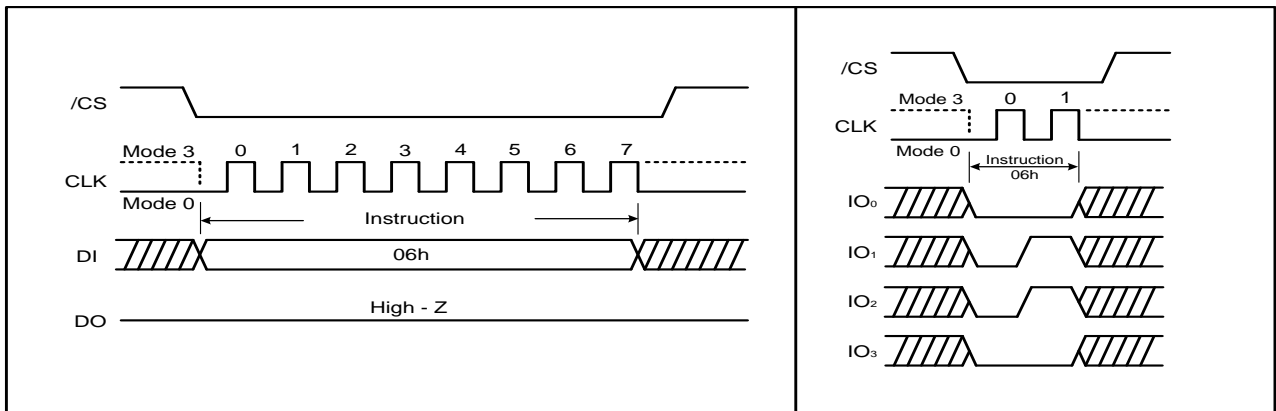 /CS
Mode 3
0 1 2 3 4 5 6 7
CLK
Mode 0
Instruction
DI
06h
High - Z
DO
/CS
Mode 3
0 1
CLK
Mode 0
Instruction
06h
IO₀
IO₁
IO₂
IO₃